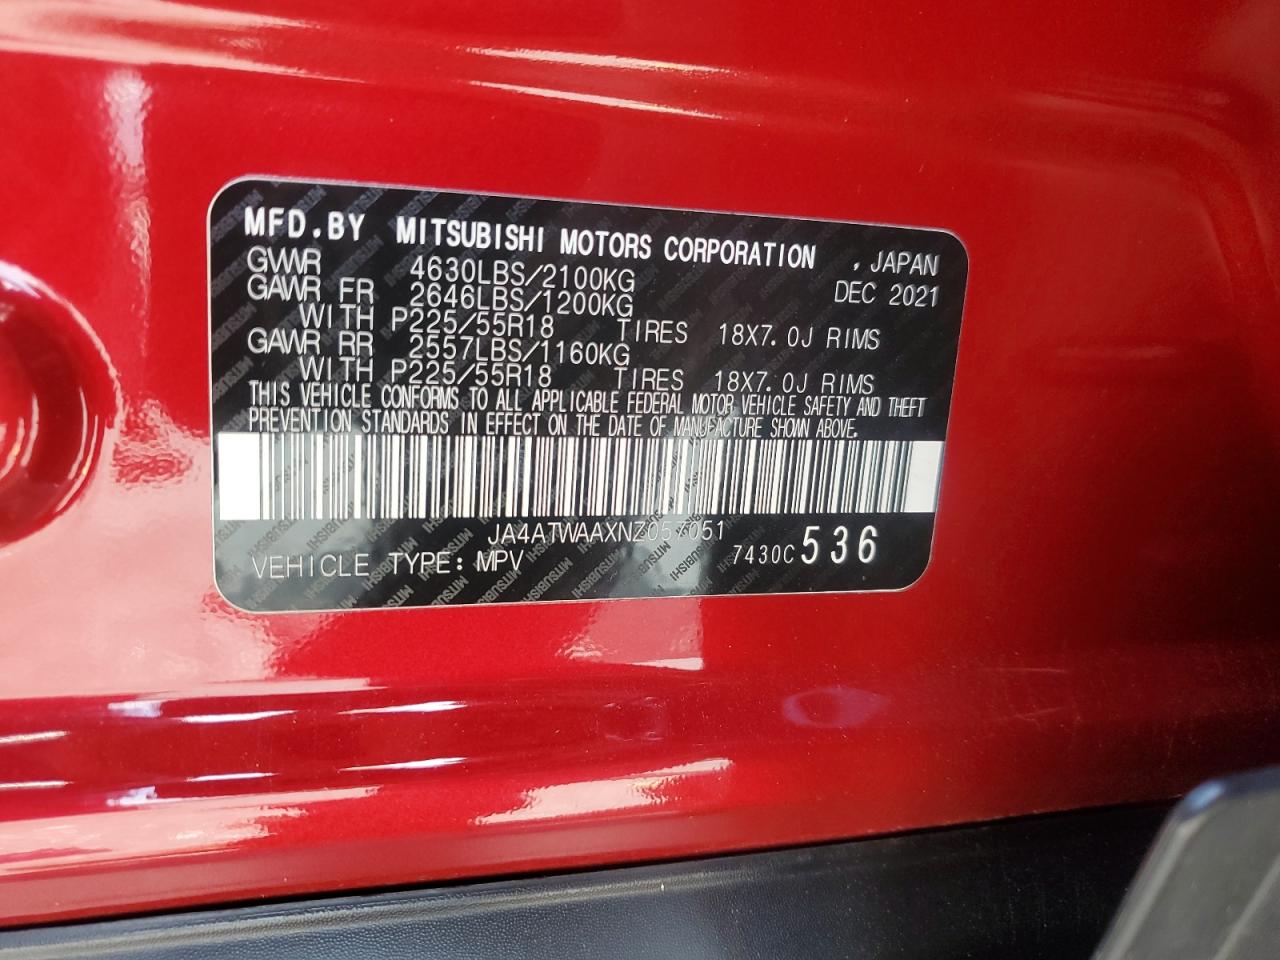 MFD.BY MITSUBISHI MOTORS CORPORATION , JAPAN
GWWR 4630LBS/2100KG DEC 2021
GAWR FR 2646LBS/1200KG
WITH P225/55R18 TIRES 18X7.0J RIMS
GAWR RR 2557LBS/1160KG
WITH P225/55R18 TIRES 18X7.0J RIMS
THIS VEHICLE CONFORMS TO ALL APPLICABLE FEDERAL MOTOR VEHICLE SAFETY AND THEFT
PREVENTION STANDARDS IN EFFECT ON THE DATE OF MANUFACTURE SHOWN ABOVE.
JA4ATWAAXNZ057051
VEHICLE TYPE: MPV 7430C 536